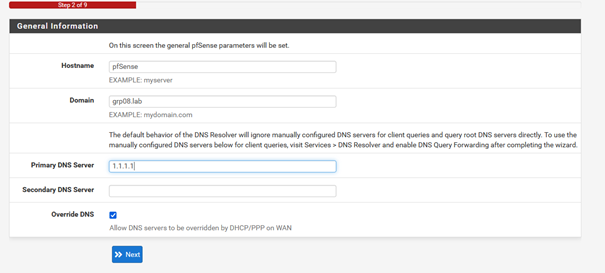 Step 2 of 9
General Information
On this screen the general pfSense parameters will be set.
Hostname
pfSense
EXAMPLE: myserver
Domain
grp08.lab
EXAMPLE: mydomain.com
The default behavior of the DNS Resolver will ignore manually configured DNS servers for client queries and query root DNS servers directly. To use the
manually configured DNS servers below for client queries, visit Services > DNS Resolver and enable DNS Query Forwarding after completing the wizard.
Primary DNS Server
1.1.1.1
Secondary DNS Server
Override DNS
Allow DNS servers to be overridden by DHCP/PPP on WAN
Next